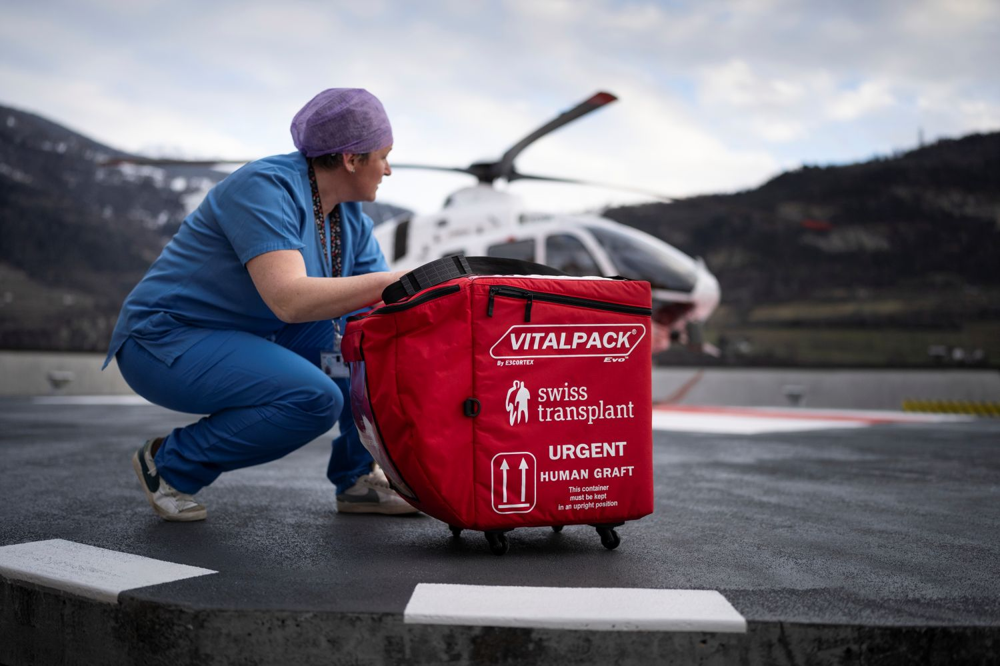 VITALPACK®
By E3CORTEX
Evo™
swiss
transplant
URGENT
HUMAN GRAFT
This container
must be kept
in an upright position